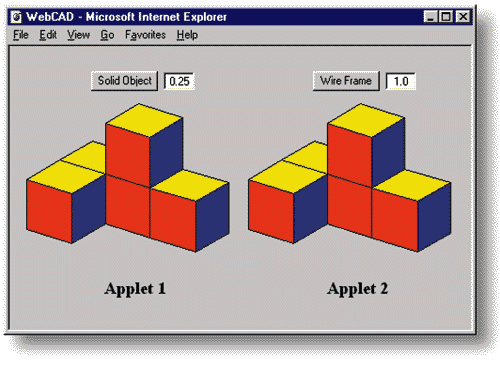 WebCAD - Microsoft Internet Explorer
File Edit View Go Favorites Help
Solid Object 0.25 Wire Frame 1.0
Applet 1 Applet 2